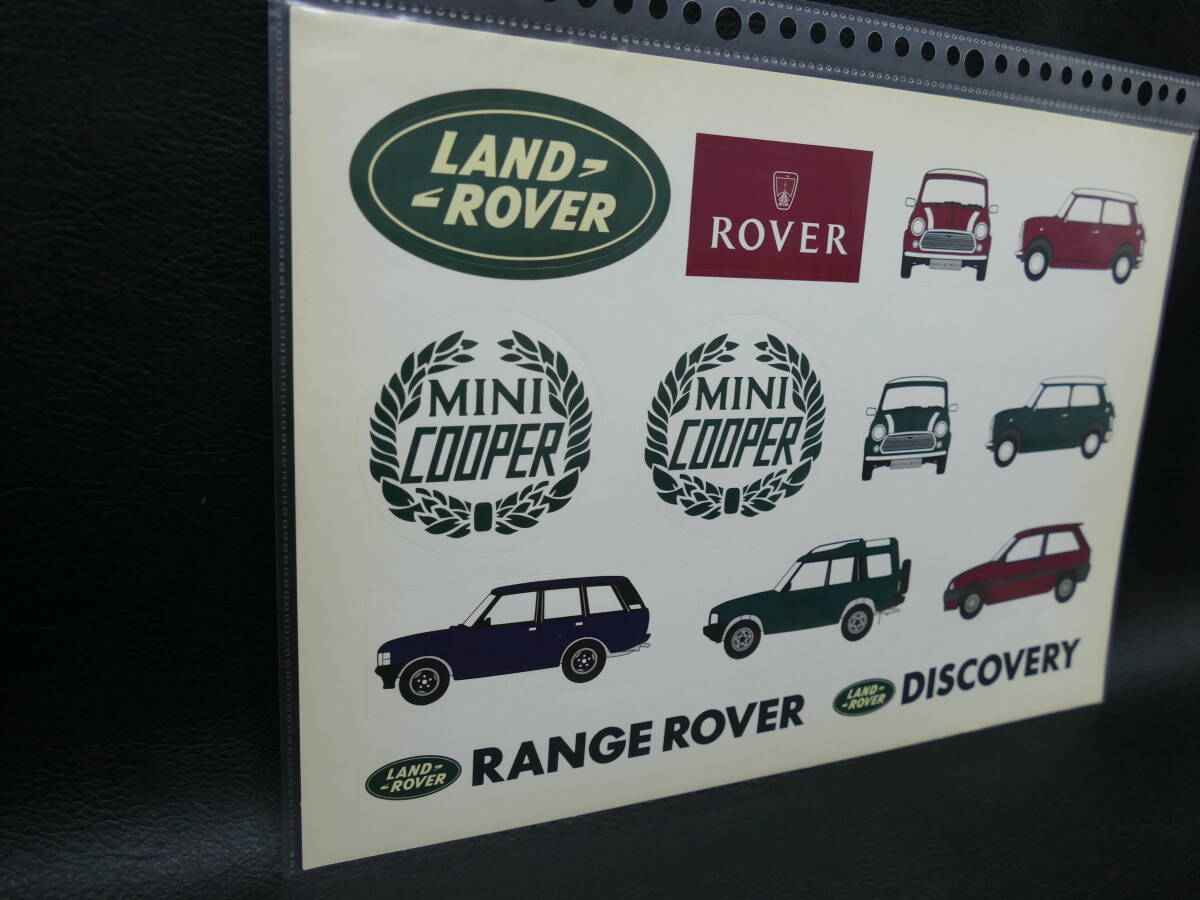 LAND
ROVER
ROVER
MINI
COOPER
MINI
COOPER
LAND
ROVER
RANGE ROVER
LAND
ROVER
DISCOVERY